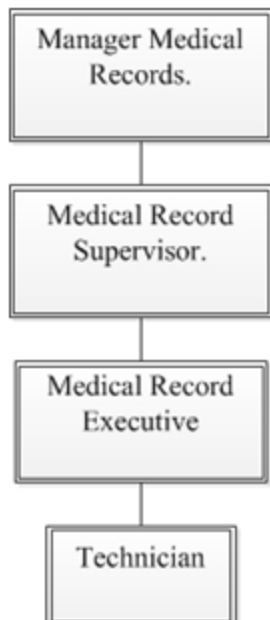 Manager Medical
Records.
Medical Record
Supervisor.
Medical Record
Executive
Technician